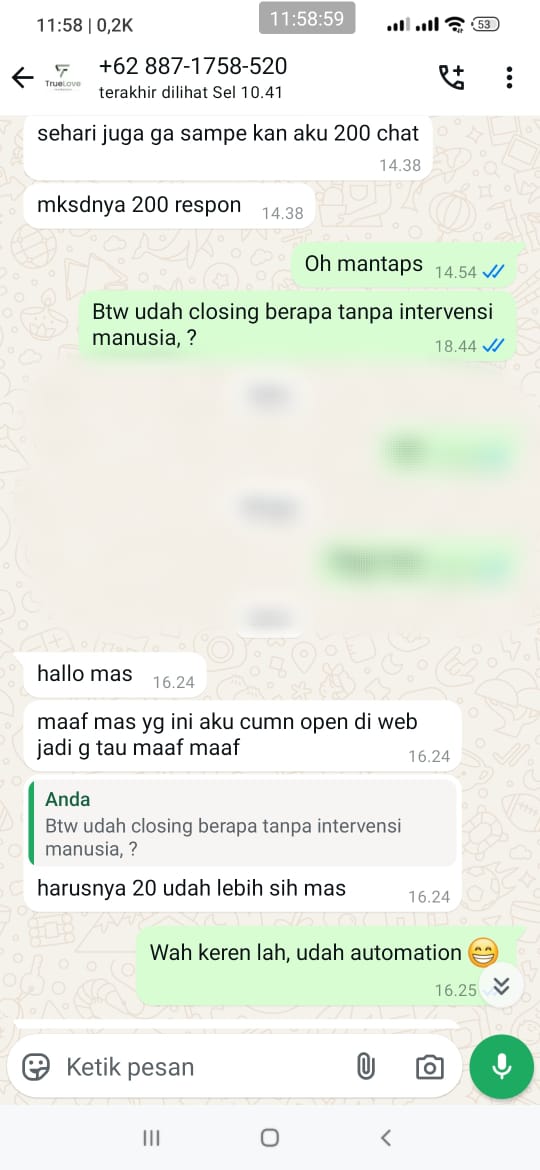 11:58 | 0,2K
11:58:59
53
TrueLove
+62 887-1758-520
terakhir dilihat Sel 10.41
sehari juga ga sampe kan aku 200 chat
14.38
mksdnya 200 respon 14.38
Oh mantaps 14.54
Btw udah closing berapa tanpa intervensi
manusia, ?
18.44
hallo mas 16.24
maaf mas yg ini aku cumn open di web
jadi g tau maaf maaf
16.24
Anda
Btw udah closing berapa tanpa intervensi
manusia, ?
harusnya 20 udah lebih sih mas 16.24
Wah keren lah, udah automation 😁
16.25
Ketik pesan